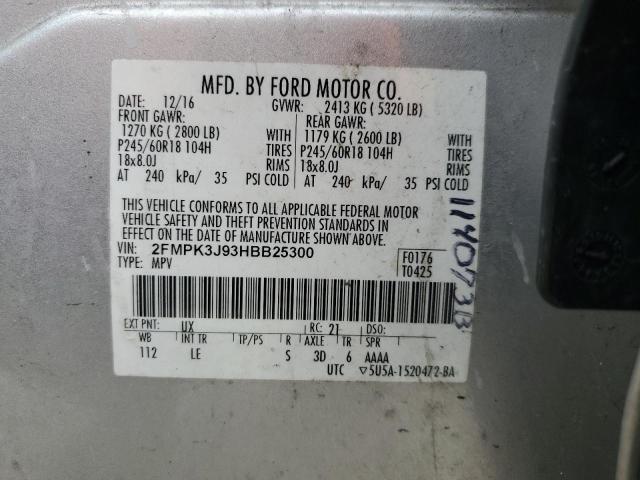 MFD. BY FORD MOTOR CO.
DATE: 12/16 GVWR: 2413 KG ( 5320 LB)
FRONT GAWR: REAR GAWR:
1270 KG ( 2800 LB) 1179 KG ( 2600 LB)
P245/60R18 104H TIRES P245/60R18 104H TIRES
18x8.0J RIMS 18x8.0J RIMS
AT 240 kPa/ 35 PSI COLD AT 240 kPa/ 35 PSI COLD
THIS VEHICLE CONFORMS TO ALL APPLICABLE FEDERAL MOTOR
VEHICLE SAFETY AND THEFT PREVENTION STANDARDS IN
EFFECT ON THE DATE OF MANUFACTURE SHOWN ABOVE.
VIN: 2FMPK3J93HBB25300 F0176
TYPE: MPV T0425
EXT PNT: UX RC: 21 DSO:
WB INT TR TP/PS R AXLE TR SPR
112 LE S 3D 6 AAAA
UTC ▽5U5A-1520472-BA
11407313